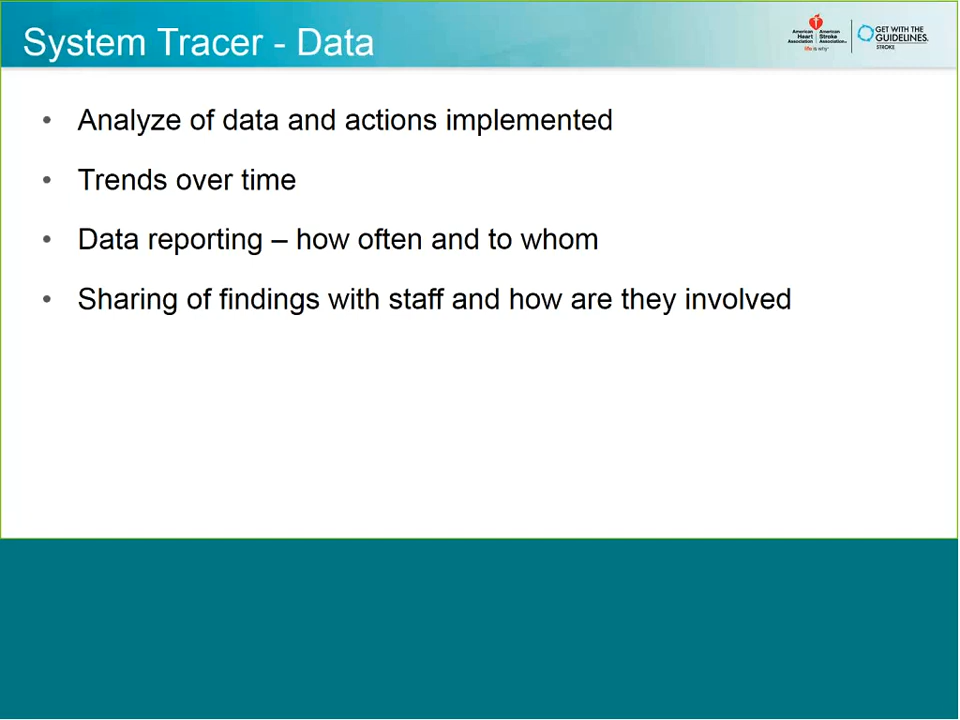 System Tracer - Data
American Heart Association
American Stroke Association
life is why
GET WITH THE
GUIDELINES.
STROKE
• Analyze of data and actions implemented
• Trends over time
• Data reporting – how often and to whom
• Sharing of findings with staff and how are they involved